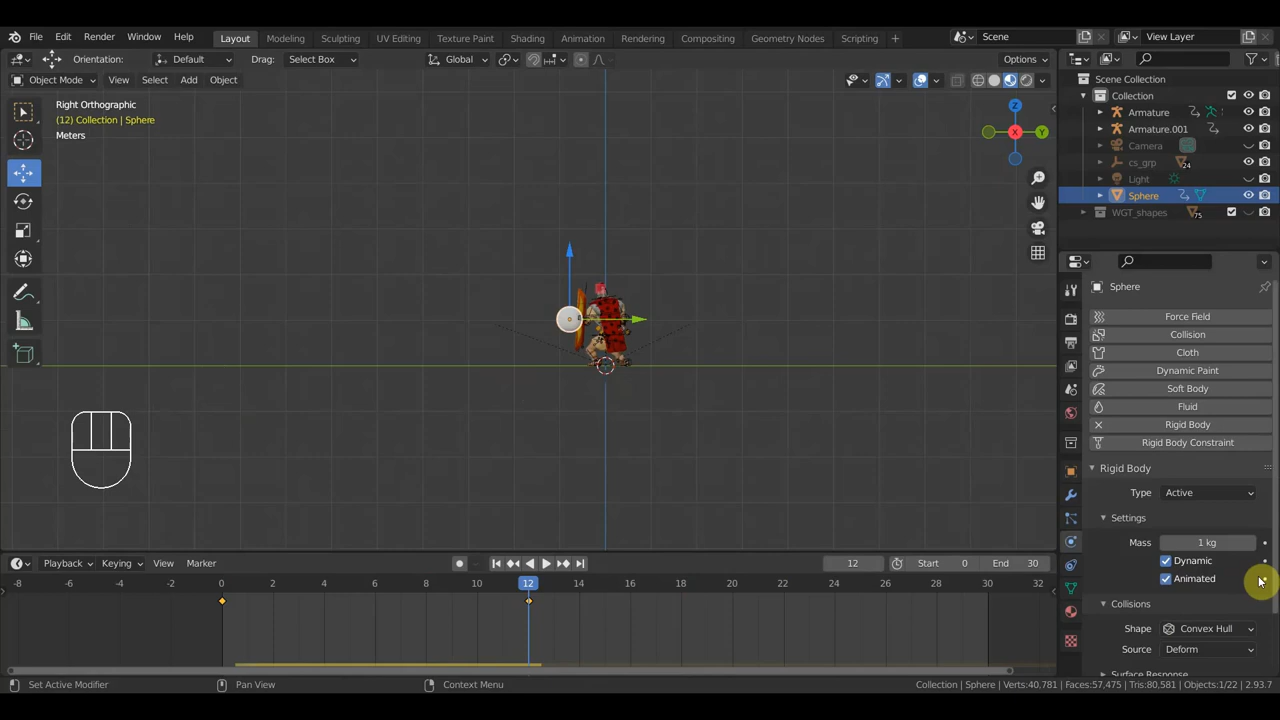 File Edit Render Window Help Layout Modeling Sculpting UV Editing Texture Paint Shading Animation Rendering Compositing Geometry Nodes Scripting + Scene View Layer
Orientation: Default Drag: Select Box Global Options
Object Mode View Select Add Object
Right Orthographic
(12) Collection | Sphere
Meters
Z
X
Y
Scene Collection
Collection
Armature
Armature.001
Camera
cs_grp 24
Light
Sphere
WGT_shapes 75
Sphere
Force Field
Collision
Cloth
Dynamic Paint
Soft Body
Fluid
Rigid Body
Rigid Body Constraint
Rigid Body
Type Active
Settings
Mass 1 kg
Dynamic
Animated
Collisions
Shape Convex Hull
Source Deform
Surface Response
Playback Keying View Marker 12 Start 0 End 30
-8 -6 -4 -2 0 2 4 6 8 10 12 14 16 18 20 22 24 26 28 30 32
Set Active Modifier Pan View Context Menu Collection | Sphere | Verts:40,781 | Faces:57,475 | Tris:80,581 | Objects:1/22 | 2.93.7